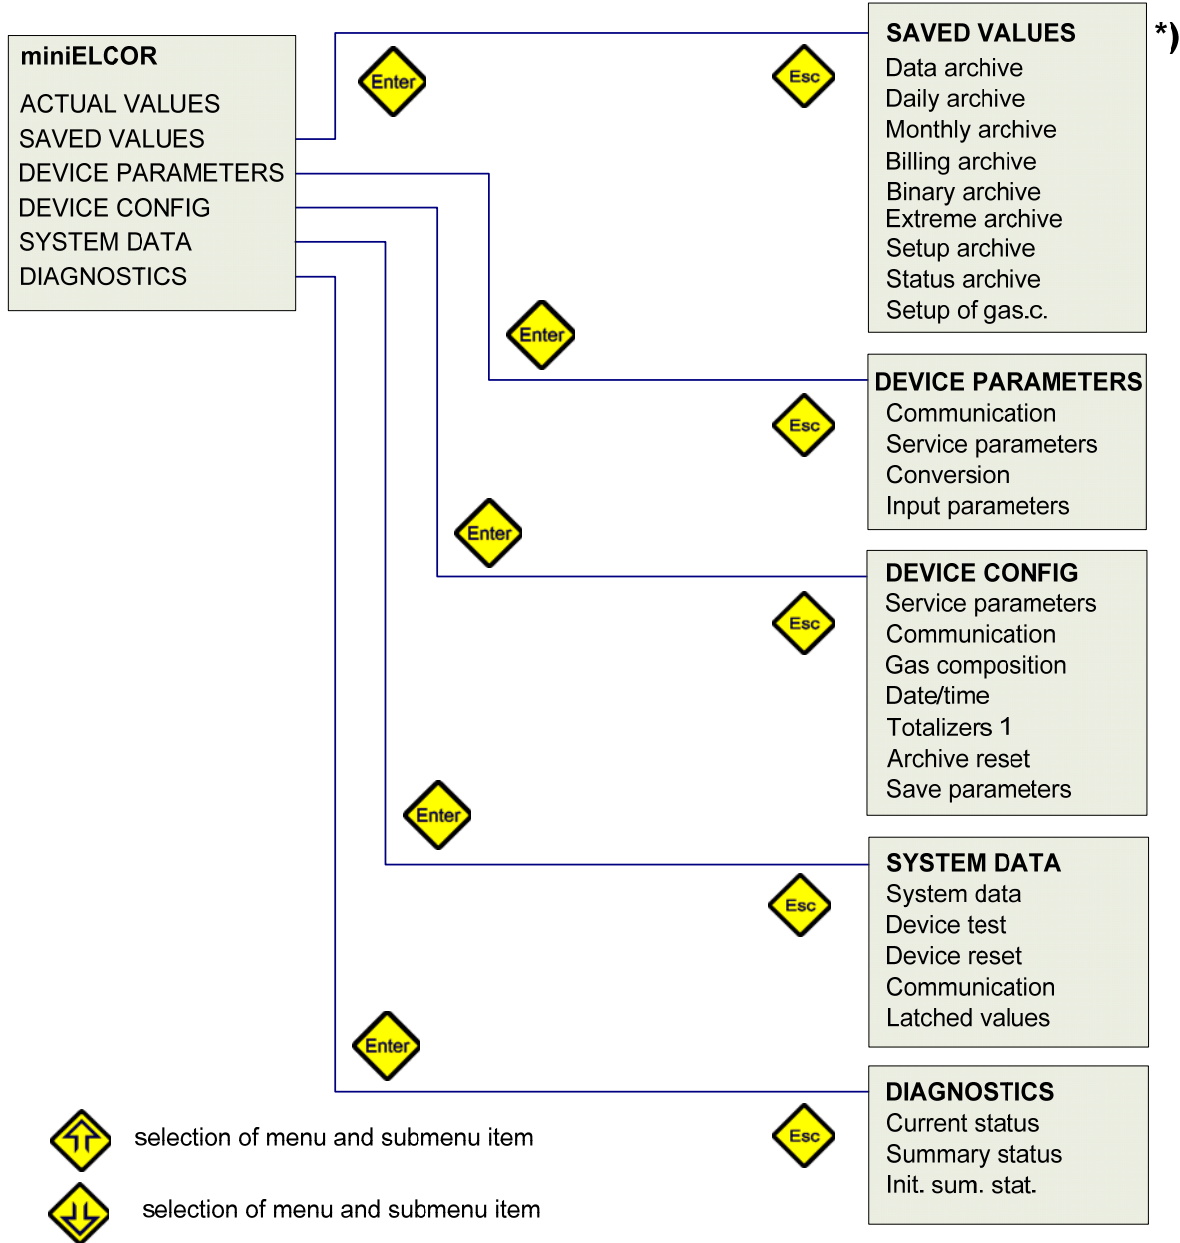 miniELCOR
ACTUAL VALUES
SAVED VALUES
DEVICE PARAMETERS
DEVICE CONFIG
SYSTEM DATA
DIAGNOSTICS
Enter
Esc
SAVED VALUES
*)
Data archive
Daily archive
Monthly archive
Billing archive
Binary archive
Extreme archive
Setup archive
Status archive
Setup of gas.c.
Enter
Esc
DEVICE PARAMETERS
Communication
Service parameters
Conversion
Input parameters
Enter
Esc
DEVICE CONFIG
Service parameters
Communication
Gas composition
Date/time
Totalizers 1
Archive reset
Save parameters
Enter
Esc
SYSTEM DATA
System data
Device test
Device reset
Communication
Latched values
Enter
Esc
DIAGNOSTICS
Current status
Summary status
Init. sum. stat.
selection of menu and submenu item
selection of menu and submenu item